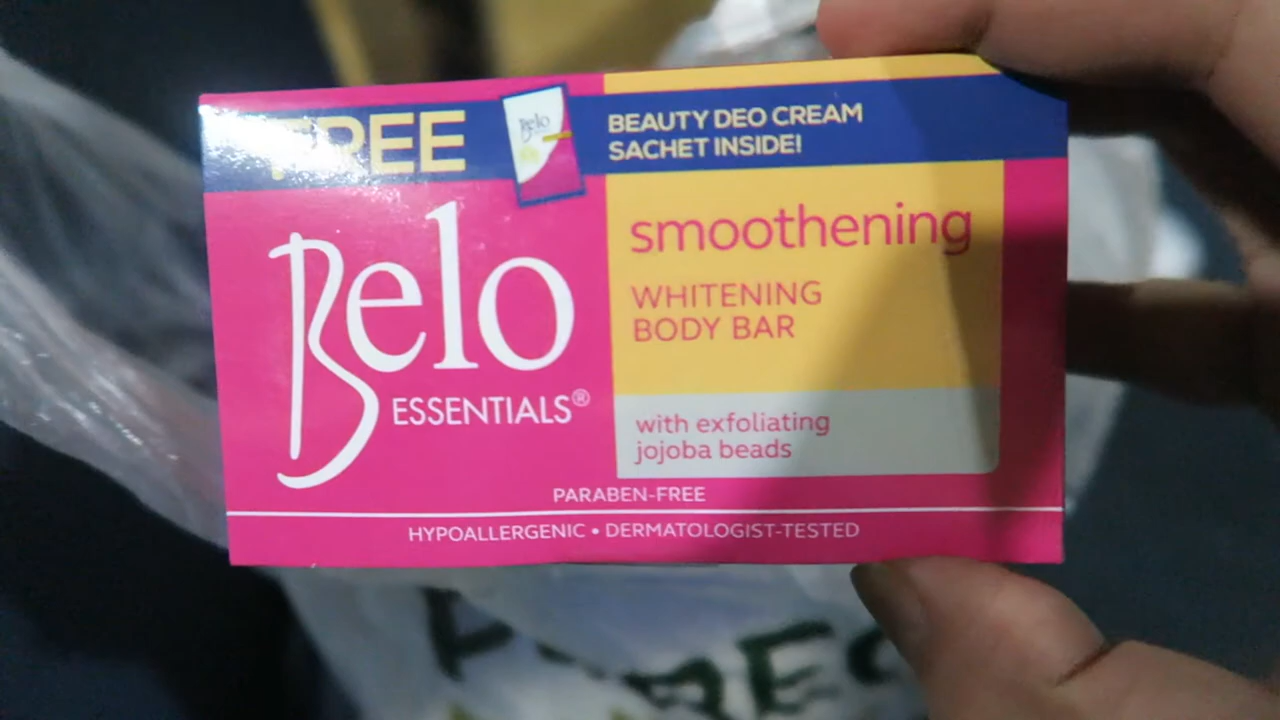 FREE
Belo
BEAUTY DEO CREAM
SACHET INSIDE!
Belo
ESSENTIALS®
smoothening
WHITENING
BODY BAR
with exfoliating
jojoba beads
PARABEN-FREE
HYPOALLERGENIC • DERMATOLOGIST-TESTED